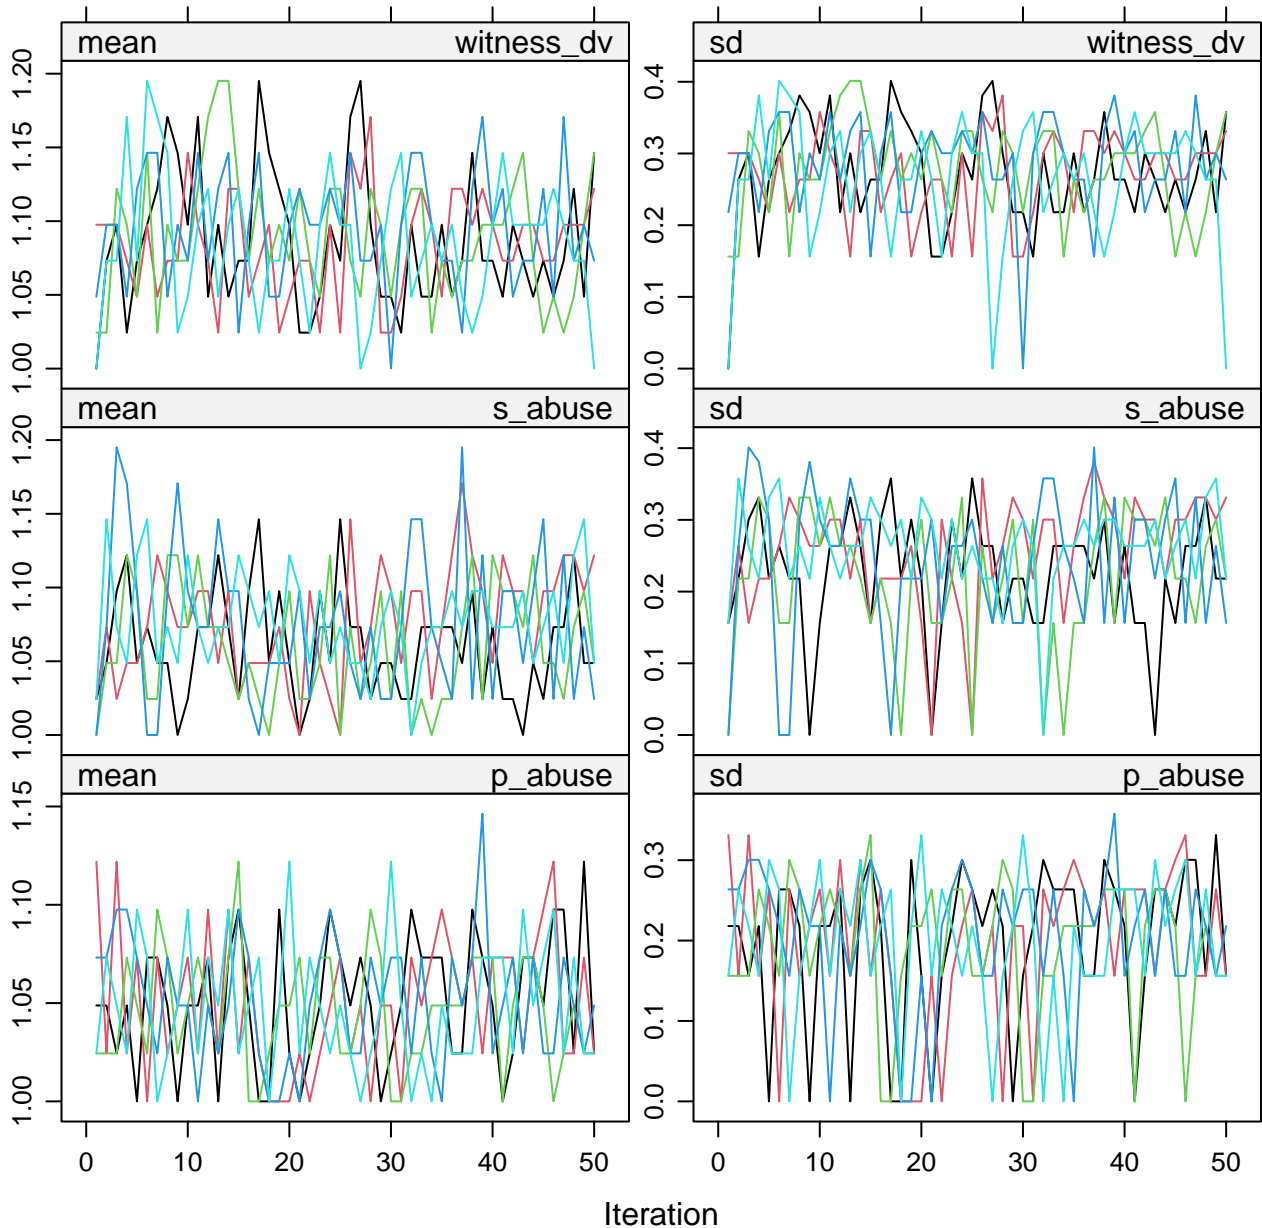 mean witness_dv
sd witness_dv
1.00 1.05 1.10 1.15 1.20
0.0 0.1 0.2 0.3 0.4
mean s_abuse
sd s_abuse
1.00 1.05 1.10 1.15 1.20
0.0 0.1 0.2 0.3 0.4
mean p_abuse
sd p_abuse
1.00 1.05 1.10 1.15
0.0 0.1 0.2 0.3
0 10 20 30 40 50
0 10 20 30 40 50
Iteration